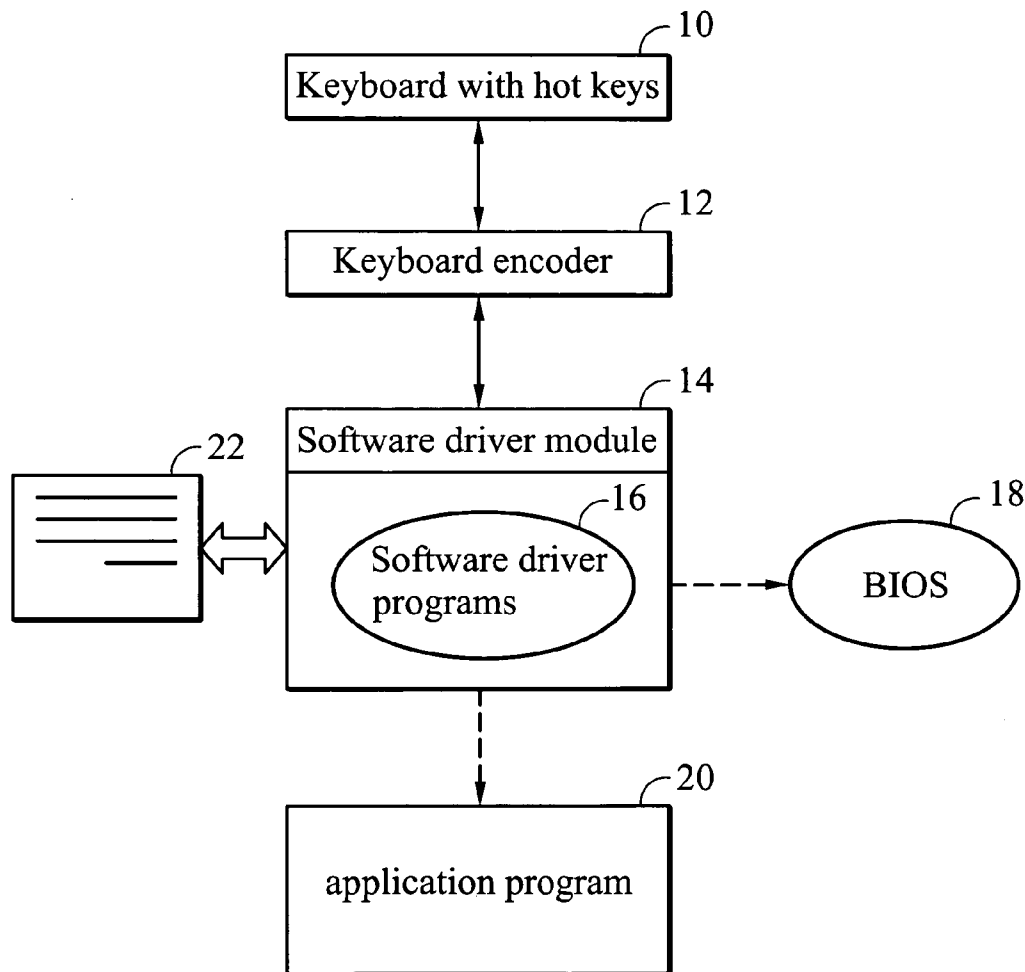 10
Keyboard with hot keys
12
Keyboard encoder
14
Software driver module
22
16
18
Software driver
programs
BIOS
20
application program